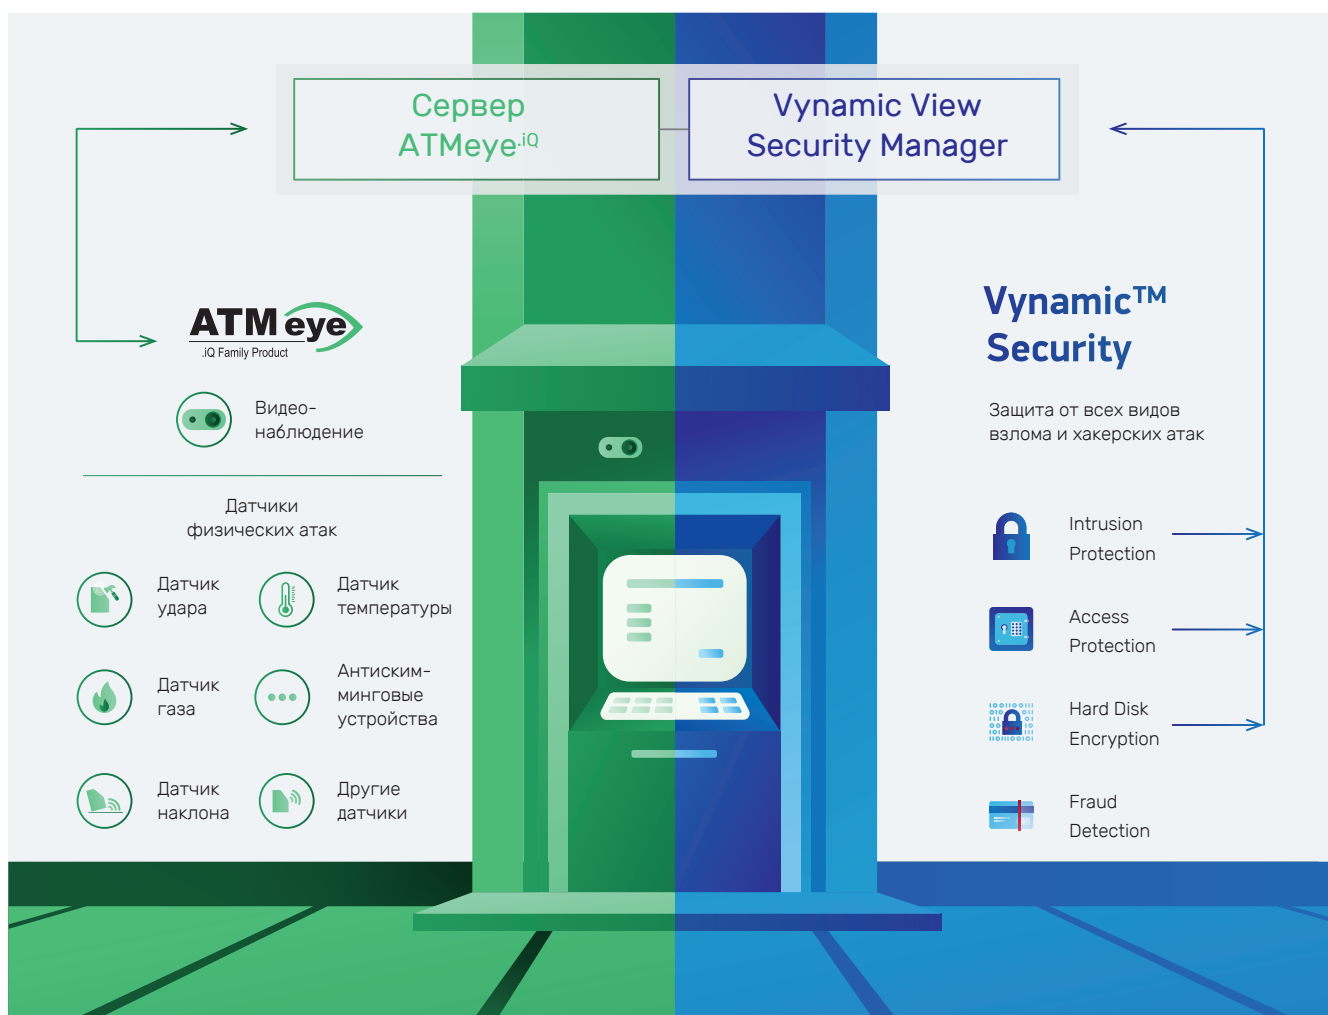 Сервер
ATMeye.iQ
Vynamic View
Security Manager
ATMeye
.iQ Family Product
Видео-
наблюдение
Датчики
физических атак
Датчик
удара
Датчик
температуры
Датчик
газа
Антиским-
минговые
устройства
Датчик
наклона
Другие
датчики
Vynamic™
Security
Защита от всех видов
взлома и хакерских атак
Intrusion
Protection
Access
Protection
Hard Disk
Encryption
Fraud
Detection